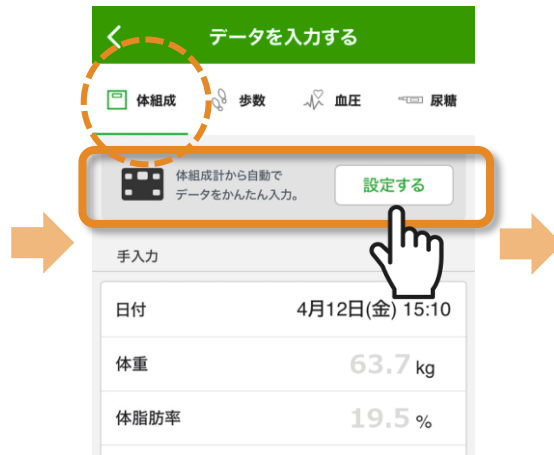 データを入力する
体組成 歩数 血圧 尿糖
体組成計から自動で
データをかんたん入力。
設定する
手入力
日付 4月12日(金) 15:10
体重 63.7 kg
体脂肪率 19.5 %